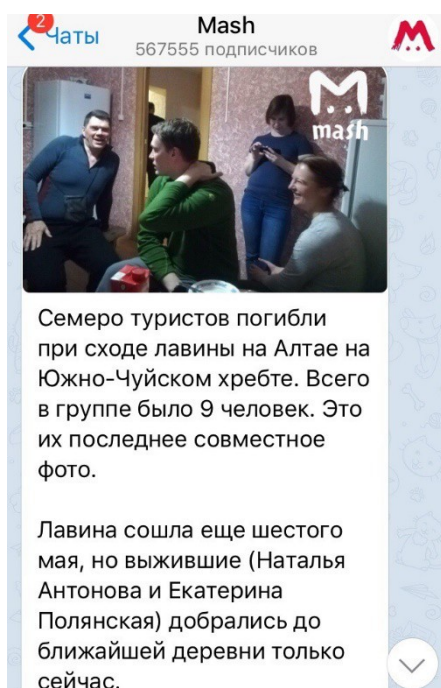 2
Чаты
Mash
567555 подписчиков
mash
Семеро туристов погибли
при сходе лавины на Алтае на
Южно-Чуйском хребте. Всего
в группе было 9 человек. Это
их последнее совместное
фото.
Лавина сошла еще шестого
мая, но выжившие (Наталья
Антонова и Екатерина
Полянская) добрались до
ближайшей деревни только
сейчас.